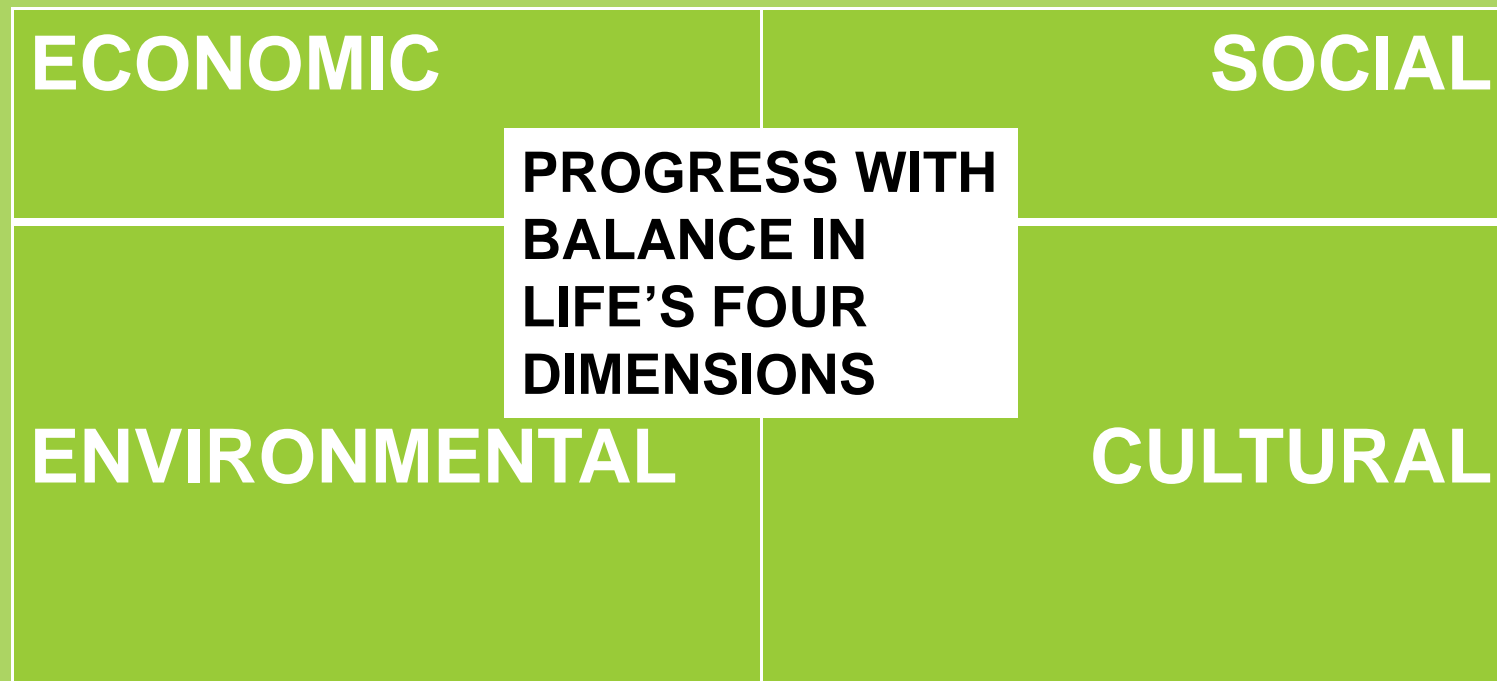 ECONOMIC
SOCIAL
PROGRESS WITH
BALANCE IN
LIFE’S FOUR
DIMENSIONS
ENVIRONMENTAL
CULTURAL